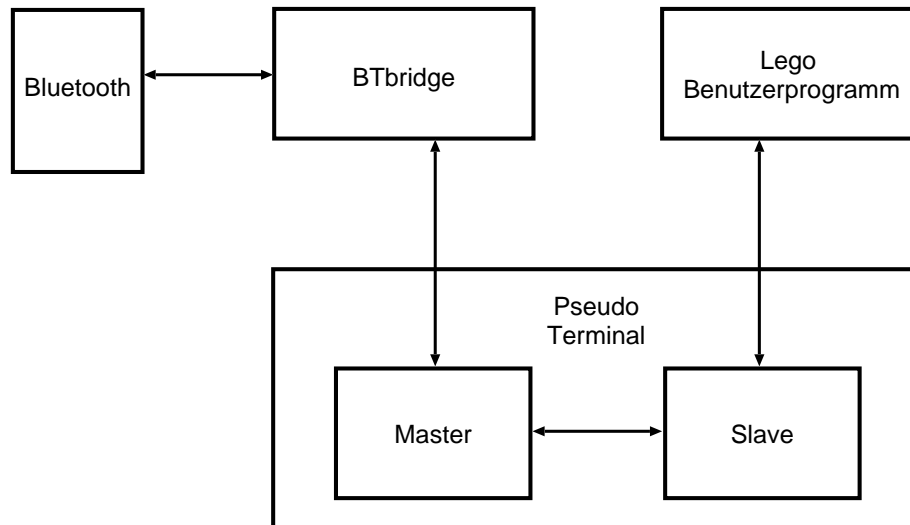 Bluetooth
BTbridge
Lego
Benutzerprogramm
Pseudo
Terminal
Master
Slave